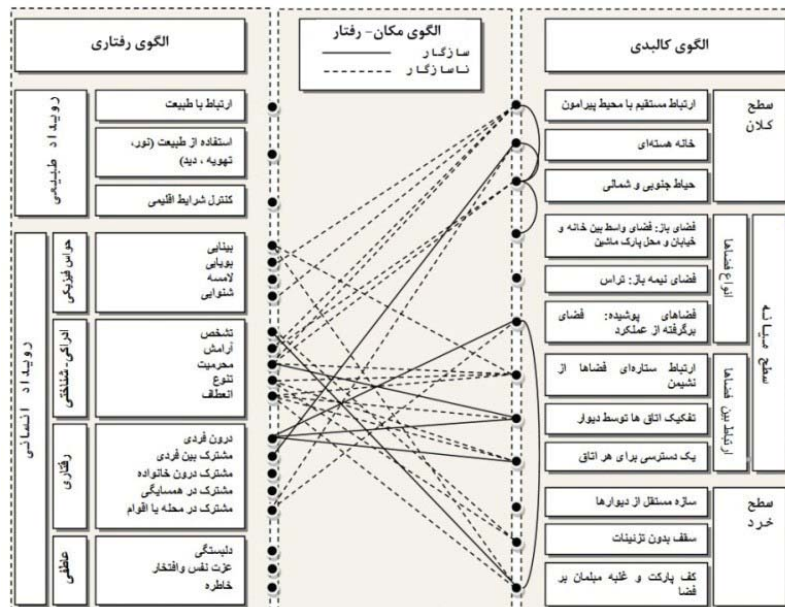 الگوی کالبدی
الگوی مکان- رفتار
سازگار
ناسازگار
الگوی رفتاری
سطح
کلان
ارتباط مستقیم با محیط پیرامون
خانه هسته‌ای
حیاط جنوبی و شمالی
سطح میانه
انواع فضاها
فضای باز: فضای واسط بین خانه و
خیابان و محل پارک ماشین
فضای نیمه باز: تراس
فضاهای پوشیده: فضای
برگرفته از عملکرد
ارتباط بین فضاها
ارتباط ستاره‌ای فضاها از
نشیمن
تفکیک اتاق ها توسط دیوار
یک دسترسی برای هر اتاق
سطح
خرد
سازه مستقل از دیوارها
سقف بدون تزئینات
کف پارکت و غلبه مبلمان بر
فضا
رویداد طبیعی
ارتباط با طبیعت
استفاده از طبیعت (نور،
تهویه ، دید)
کنترل شرایط اقلیمی
رویداد انسانی
حواس فیزیکی
بینایی
بویایی
لامسه
شنوایی
ادراکی-شناختی
تشخص
آرامش
محرمیت
تنوع
انعطاف
رفتاری
درون فردی
مشترک بین فردی
مشترک درون خانواده
مشترک در همسایگی
مشترک در محله یا اقوام
عاطفی
دلبستگی
عزت نفس وافتخار
خاطره